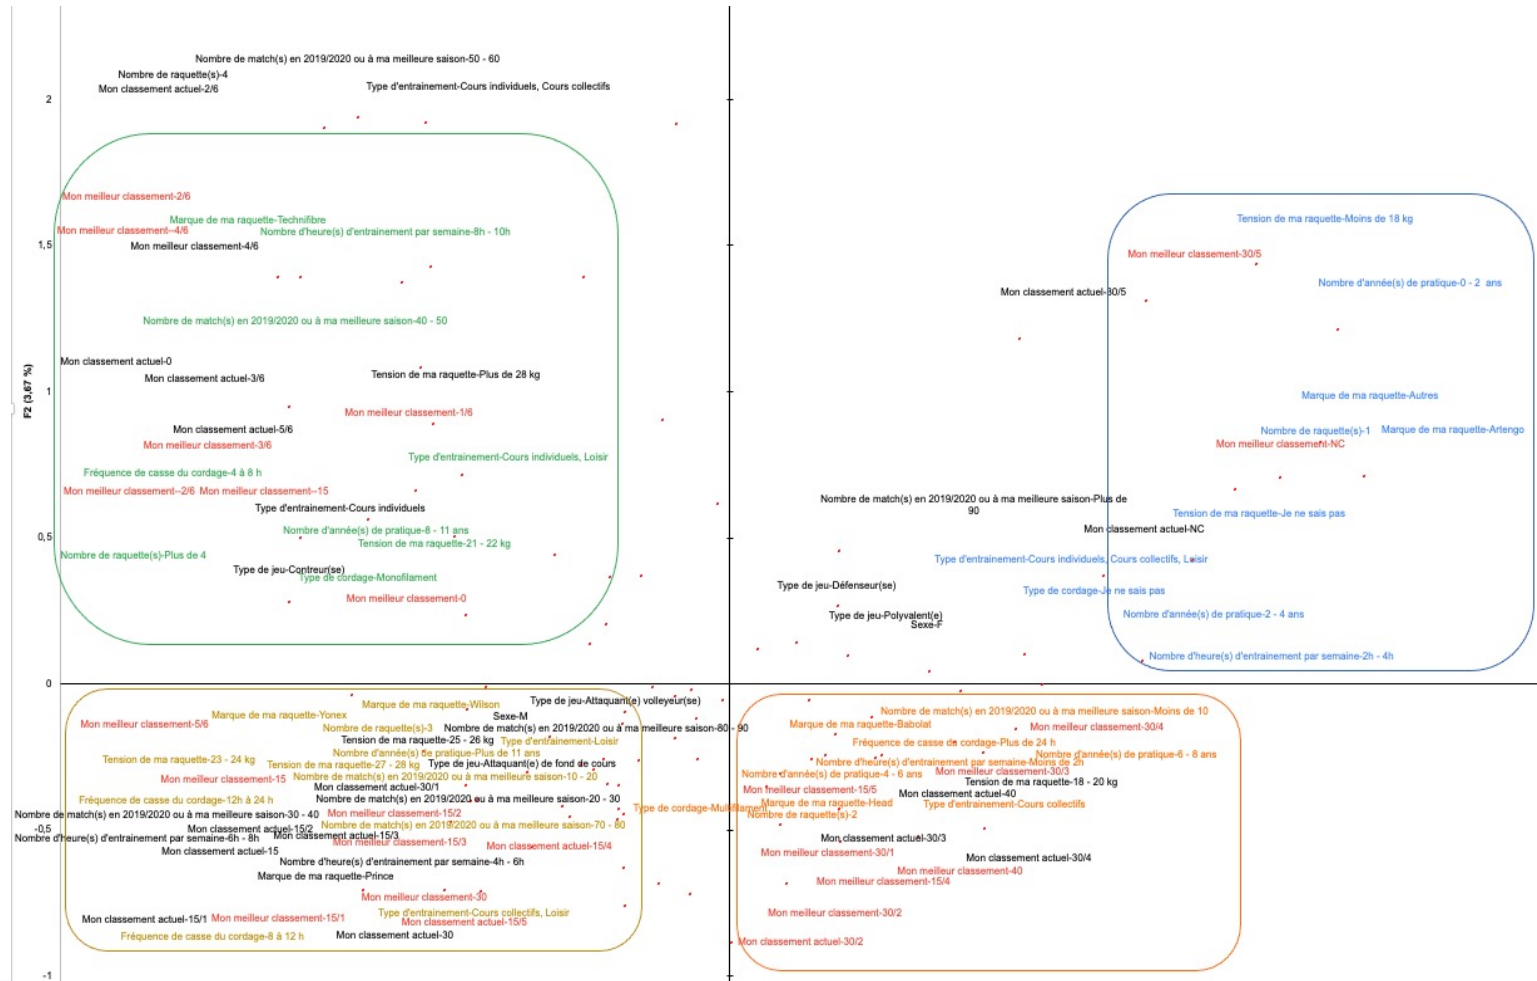 Nombre de match(s) en 2019/2020 ou à ma meilleure saison-50 - 60
Nombre de raquette(s)-4
Mon classement actuel-2/6
Type d'entrainement-Cours individuels, Cours collectifs
2
Mon meilleur classement-2/6
Marque de ma raquette-Technifibre
Mon meilleur classement--4/6
Nombre d'heure(s) d'entrainement par semaine-8h - 10h
Mon meilleur classement-4/6
1,5
Nombre de match(s) en 2019/2020 ou à ma meilleure saison-40 - 50
Mon classement actuel-0
Mon classement actuel-3/6
Tension de ma raquette-Plus de 28 kg
1
F2 (3,67 %)
Mon meilleur classement-1/6
Mon classement actuel-5/6
Mon meilleur classement-3/6
Type d'entrainement-Cours individuels, Loisir
Fréquence de casse du cordage-4 à 8 h
Mon meilleur classement--2/6
Mon meilleur classement--15
Type d'entrainement-Cours individuels
0,5
Nombre d'année(s) de pratique-8 - 11 ans
Tension de ma raquette-21 - 22 kg
Nombre de raquette(s)-Plus de 4
Type de jeu-Contreur(se)
Type de cordage-Monofilament
Mon meilleur classement-0
Tension de ma raquette-Moins de 18 kg
Mon meilleur classement-30/5
Nombre d'année(s) de pratique-0 - 2 ans
Mon classement actuel-30/5
Marque de ma raquette-Autres
Nombre de raquette(s)-1
Marque de ma raquette-Artengo
Mon meilleur classement-NC
Nombre de match(s) en 2019/2020 ou à ma meilleure saison-Plus de
90
Tension de ma raquette-Je ne sais pas
Mon classement actuel-NC
Type d'entrainement-Cours individuels, Cours collectifs, Loisir
Type de jeu-Défenseur(se)
Type de cordage-Je ne sais pas
Type de jeu-Polyvalent(e)
Sexe-F
Nombre d'année(s) de pratique-2 - 4 ans
Nombre d'heure(s) d'entrainement par semaine-2h - 4h
0
Marque de ma raquette-Wilson
Type de jeu-Attaquant(e) volleyeur(se)
Marque de ma raquette-Yonex
Sexe-M
Mon meilleur classement-5/6
Nombre de raquette(s)-3
Nombre de match(s) en 2019/2020 ou à ma meilleure saison-80 - 90
Tension de ma raquette-25 - 26 kg
Type d'entrainement-Loisir
Nombre d'année(s) de pratique-Plus de 11 ans
Tension de ma raquette-23 - 24 kg
Tension de ma raquette-27 - 28 kg
Type de jeu-Attaquant(e) de fond de cours
Mon meilleur classement-15
Nombre de match(s) en 2019/2020 ou à ma meilleure saison-10 - 20
Mon classement actuel-30/1
Fréquence de casse du cordage-12h à 24 h
Nombre de match(s) en 2019/2020 ou à ma meilleure saison-20 - 30
Type de cordage-Multifilament
Nombre de match(s) en 2019/2020 ou à ma meilleure saison-30 - 40
Mon meilleur classement-15/2
-0,5
Mon classement actuel-15/2
Nombre de match(s) en 2019/2020 ou à ma meilleure saison-70 - 80
Nombre d'heure(s) d'entrainement par semaine-6h - 8h
Mon classement actuel-15/3
Mon meilleur classement-15/3
Mon classement actuel-15/4
Mon classement actuel-15
Nombre d'heure(s) d'entrainement par semaine-4h - 6h
Marque de ma raquette-Prince
Mon meilleur classement-30
Mon classement actuel-15/1
Mon meilleur classement-15/1
Type d'entrainement-Cours collectifs, Loisir
Mon classement actuel-15/5
Fréquence de casse du cordage-8 à 12 h
Mon classement actuel-30
-1
Nombre de match(s) en 2019/2020 ou à ma meilleure saison-Moins de 10
Marque de ma raquette-Babolat
Mon meilleur classement-30/4
Fréquence de casse du cordage-Plus de 24 h
Nombre d'année(s) de pratique-6 - 8 ans
Nombre d'heure(s) d'entrainement par semaine-Moins de 2h
Nombre d'année(s) de pratique-4 - 6 ans
Mon meilleur classement-30/3
Tension de ma raquette-18 - 20 kg
Mon meilleur classement-15/5
Mon classement actuel-40
Marque de ma raquette-Head
Type d'entrainement-Cours collectifs
Nombre de raquette(s)-2
Mon classement actuel-30/3
Mon meilleur classement-30/1
Mon classement actuel-30/4
Mon meilleur classement-40
Mon meilleur classement-15/4
Mon meilleur classement-30/2
Mon classement actuel-30/2